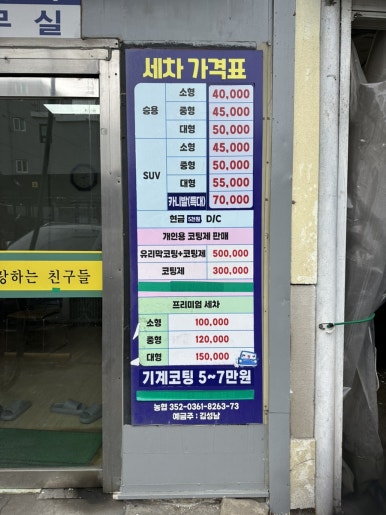 무 실
세차 가격표
승용 소형 40,000
중형 45,000
대형 50,000
SUV 소형 45,000
중형 50,000
대형 55,000
카니발(특대) 70,000
현금 5천원 D/C
개인용 코팅제 판매
유리막코팅+코팅제 500,000
코팅제 300,000
프리미엄 세차
소형 100,000
중형 120,000
대형 150,000
기계코팅 5~7만원
농협 352-0361-8263-73
예금주 : 김성남
랑하는 친구들